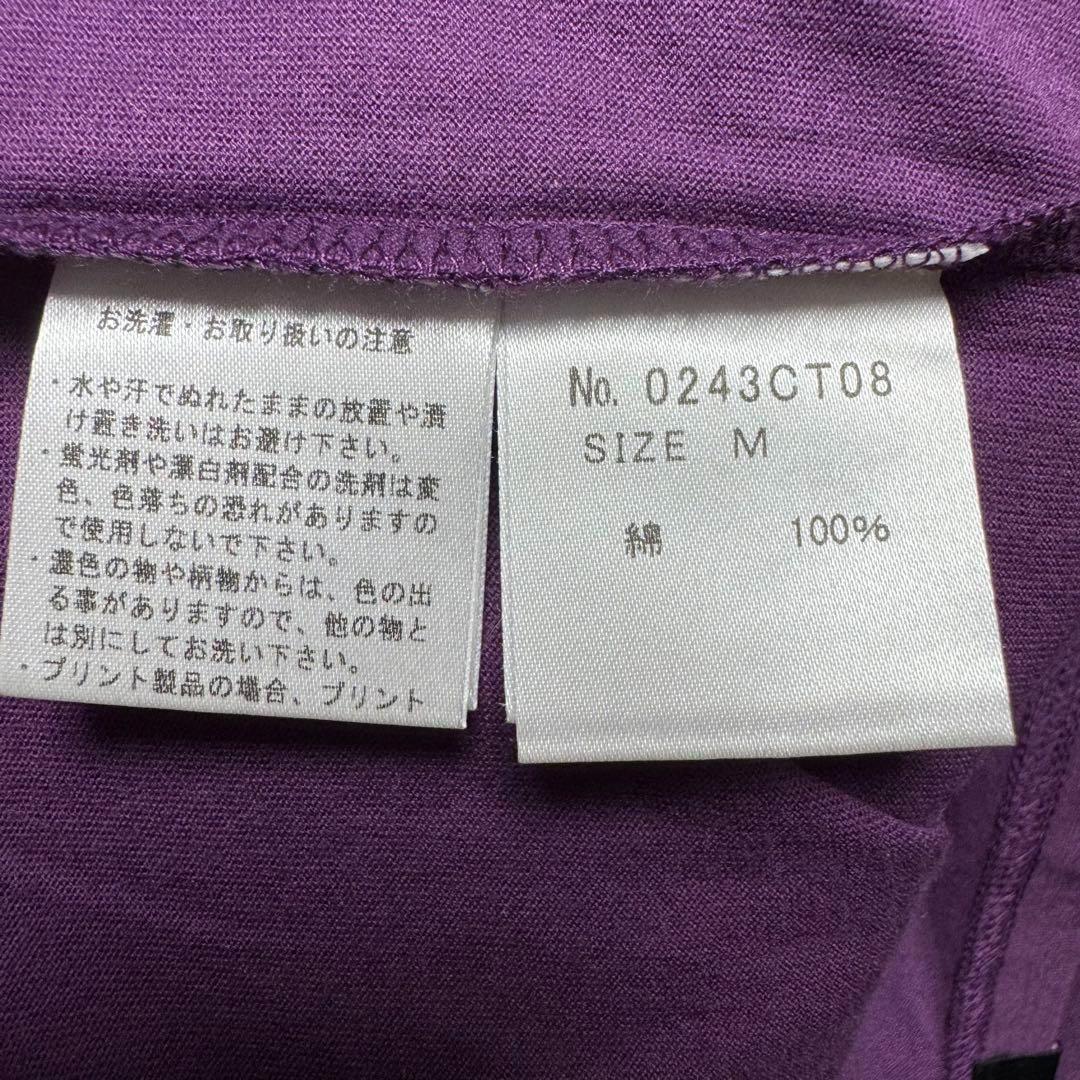 お洗濯・お取り扱いの注意
・水や汗でぬれたままの放置や漬
け置き洗いはお避け下さい。
・蛍光剤や漂白剤配合の洗剤は変
色、色落ちの恐れがありますの
で使用しないで下さい。
・濃色の物や柄物からは、色の出
る事がありますので、他の物と
は別にしてお洗い下さい。
・プリント製品の場合、プリント
No. 0243CT08
SIZE M
綿 100%